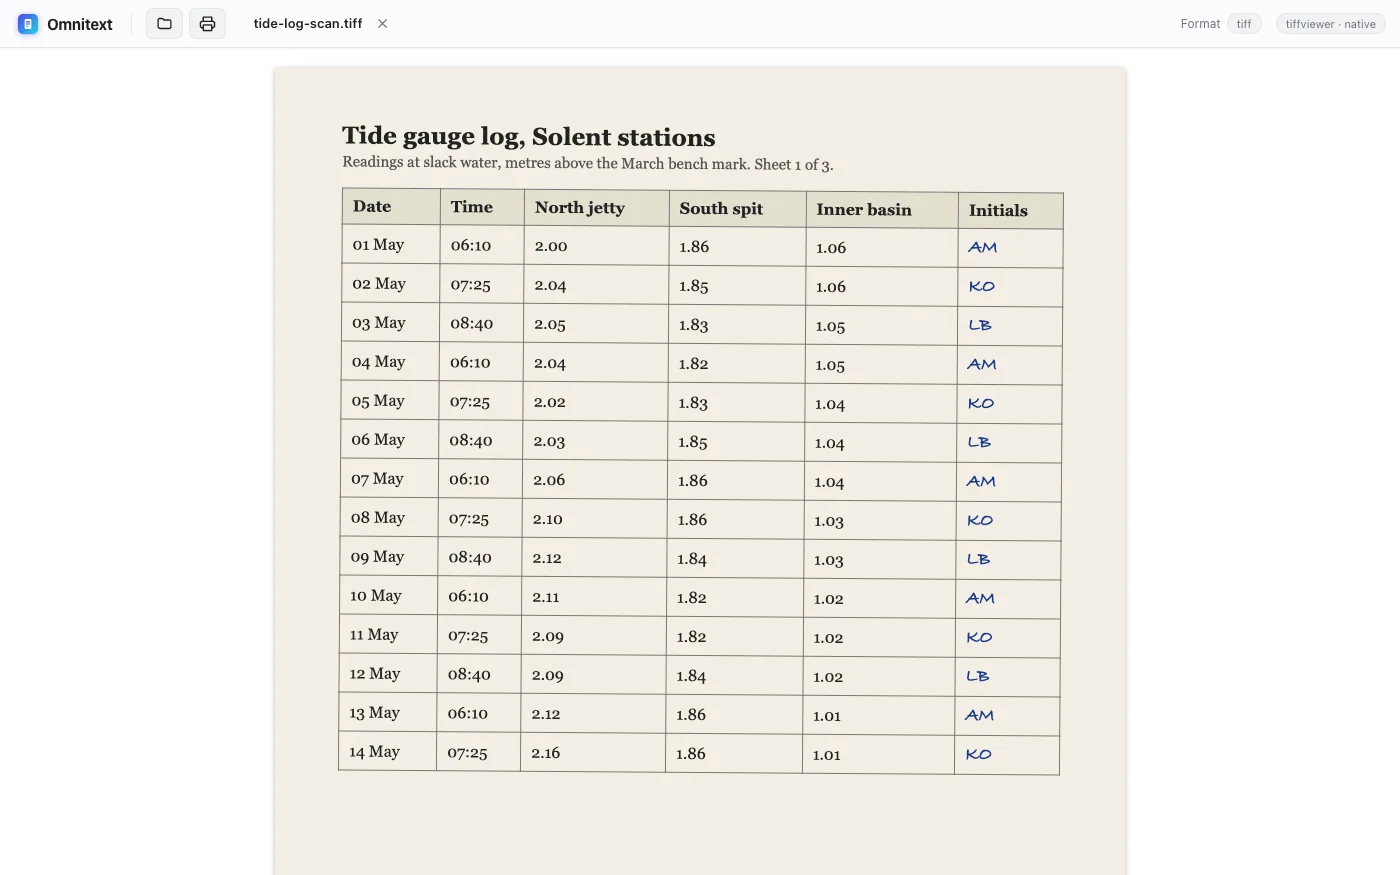 Omnitext
tide-log-scan.tiff
Format tiff tiffviewer · native
Tide gauge log, Solent stations
Readings at slack water, metres above the March bench mark. Sheet 1 of 3.
Date Time North jetty South spit Inner basin Initials
01 May 06:10 2.00 1.86 1.06 AM
02 May 07:25 2.04 1.85 1.06 KO
03 May 08:40 2.05 1.83 1.05 LB
04 May 06:10 2.04 1.82 1.05 AM
05 May 07:25 2.02 1.83 1.04 KO
06 May 08:40 2.03 1.85 1.04 LB
07 May 06:10 2.06 1.86 1.04 AM
08 May 07:25 2.10 1.86 1.03 KO
09 May 08:40 2.12 1.84 1.03 LB
10 May 06:10 2.11 1.82 1.02 AM
11 May 07:25 2.09 1.82 1.02 KO
12 May 08:40 2.09 1.84 1.02 LB
13 May 06:10 2.12 1.86 1.01 AM
14 May 07:25 2.16 1.86 1.01 KO